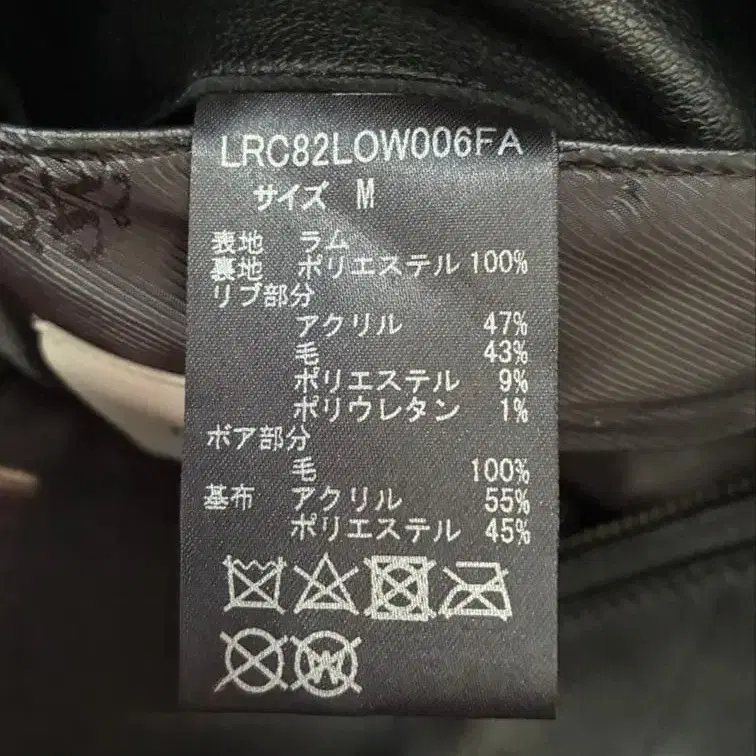 LRC82LOW006FA
サイズ M
表地 ラム
裏地 ポリエステル 100%
リブ部分
アクリル 47%
毛 43%
ポリエステル 9%
ポリウレタン 1%
ボア部分
毛 100%
基布 アクリル 55%
ポリエステル 45%